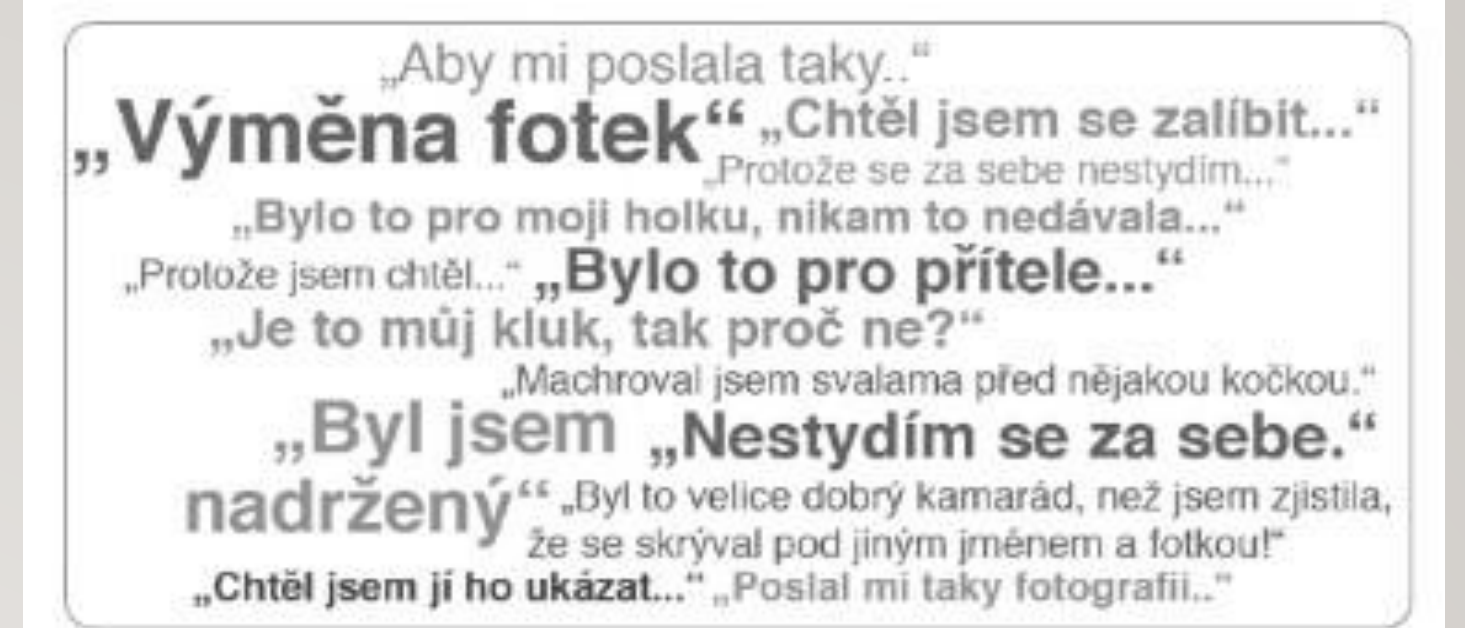 „Aby mi poslala taky..“
„Výměna fotek“ „Chtěl jsem se zalíbit...“
„Protože se za sebe nestydím...“
„Bylo to pro moji holku, nikam to nedávala...“
„Protože jsem chtěl...“ „Bylo to pro přítele...“
„Je to můj kluk, tak proč ne?“
„Machroval jsem svalama před nějakou kočkou.“
„Byl jsem
nadržený“
„Nestydím se za sebe.“
„Byl to velice dobrý kamarád, než jsem zjistila,
že se skrýval pod jiným jménem a fotkou!“
„Chtěl jsem jí ho ukázat...“ „Poslal mi taky fotografii..“